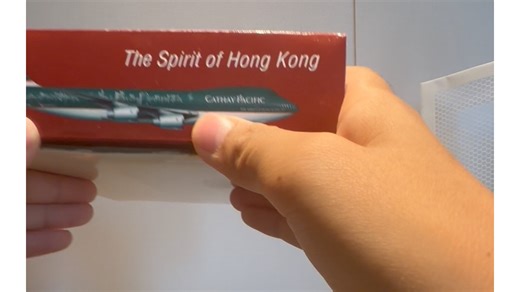 The Spirit of Hong Kong
CATHAY PACIFIC